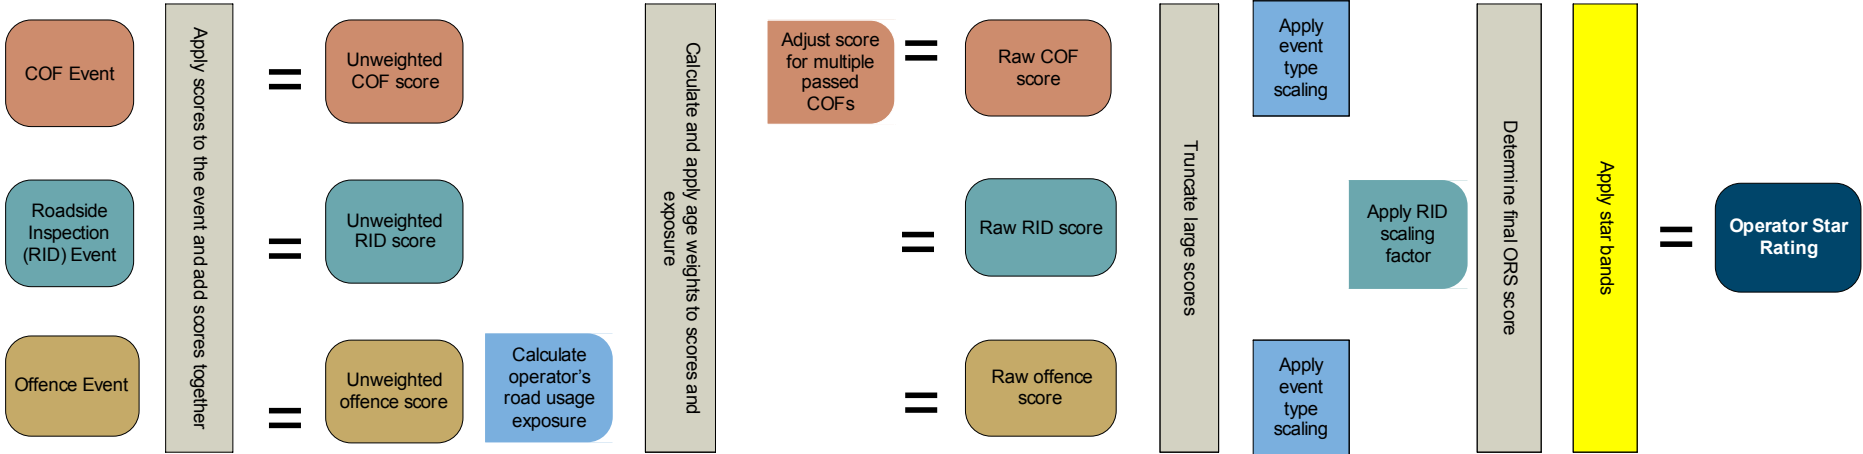 COF Event
Roadside
Inspection
(RID) Event
Offence Event
Apply scores to the event and add scores together
=
=
=
Unweighted
COF score
Unweighted
RID score
Unweighted
offence score
Calculate
operator's
road usage
exposure
Calculate and apply age weights to scores and
exposure
Adjust score
for multiple
passed
COFs
=
=
=
Raw COF
score
Raw RID score
Raw offence
score
Truncate large scores
Apply
event
type
scaling
Apply
event
type
scaling
Apply RID
scaling
factor
Determine final ORS score
Apply star bands
=
Operator Star
Rating